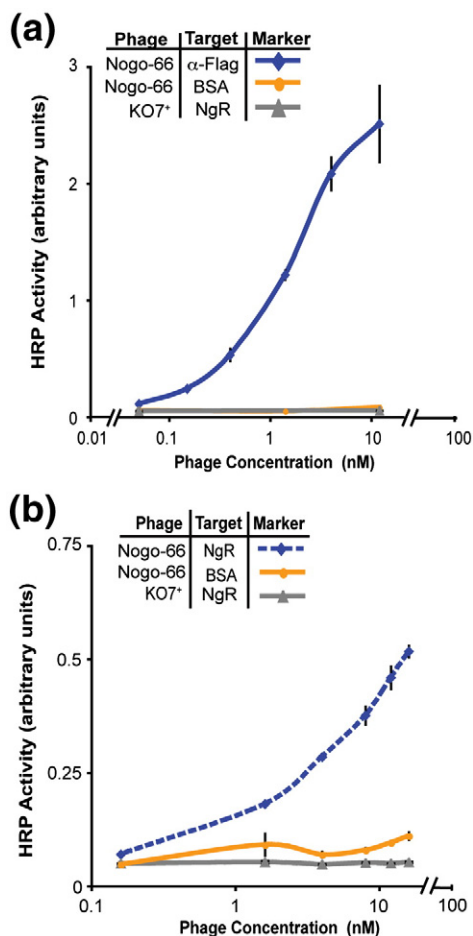 (a)
Phage Target Marker
Nogo-66 α-Flag
Nogo-66 BSA
KO7+ NgR
3
2
1
0
HRP Activity (arbitrary units)
0.01 0.1 1 10 100
Phage Concentration (nM)
(b)
Phage Target Marker
Nogo-66 NgR
Nogo-66 BSA
KO7+ NgR
0.75
0.5
0.25
0
HRP Activity (arbitrary units)
0.1 1 10 100
Phage Concentration (nM)